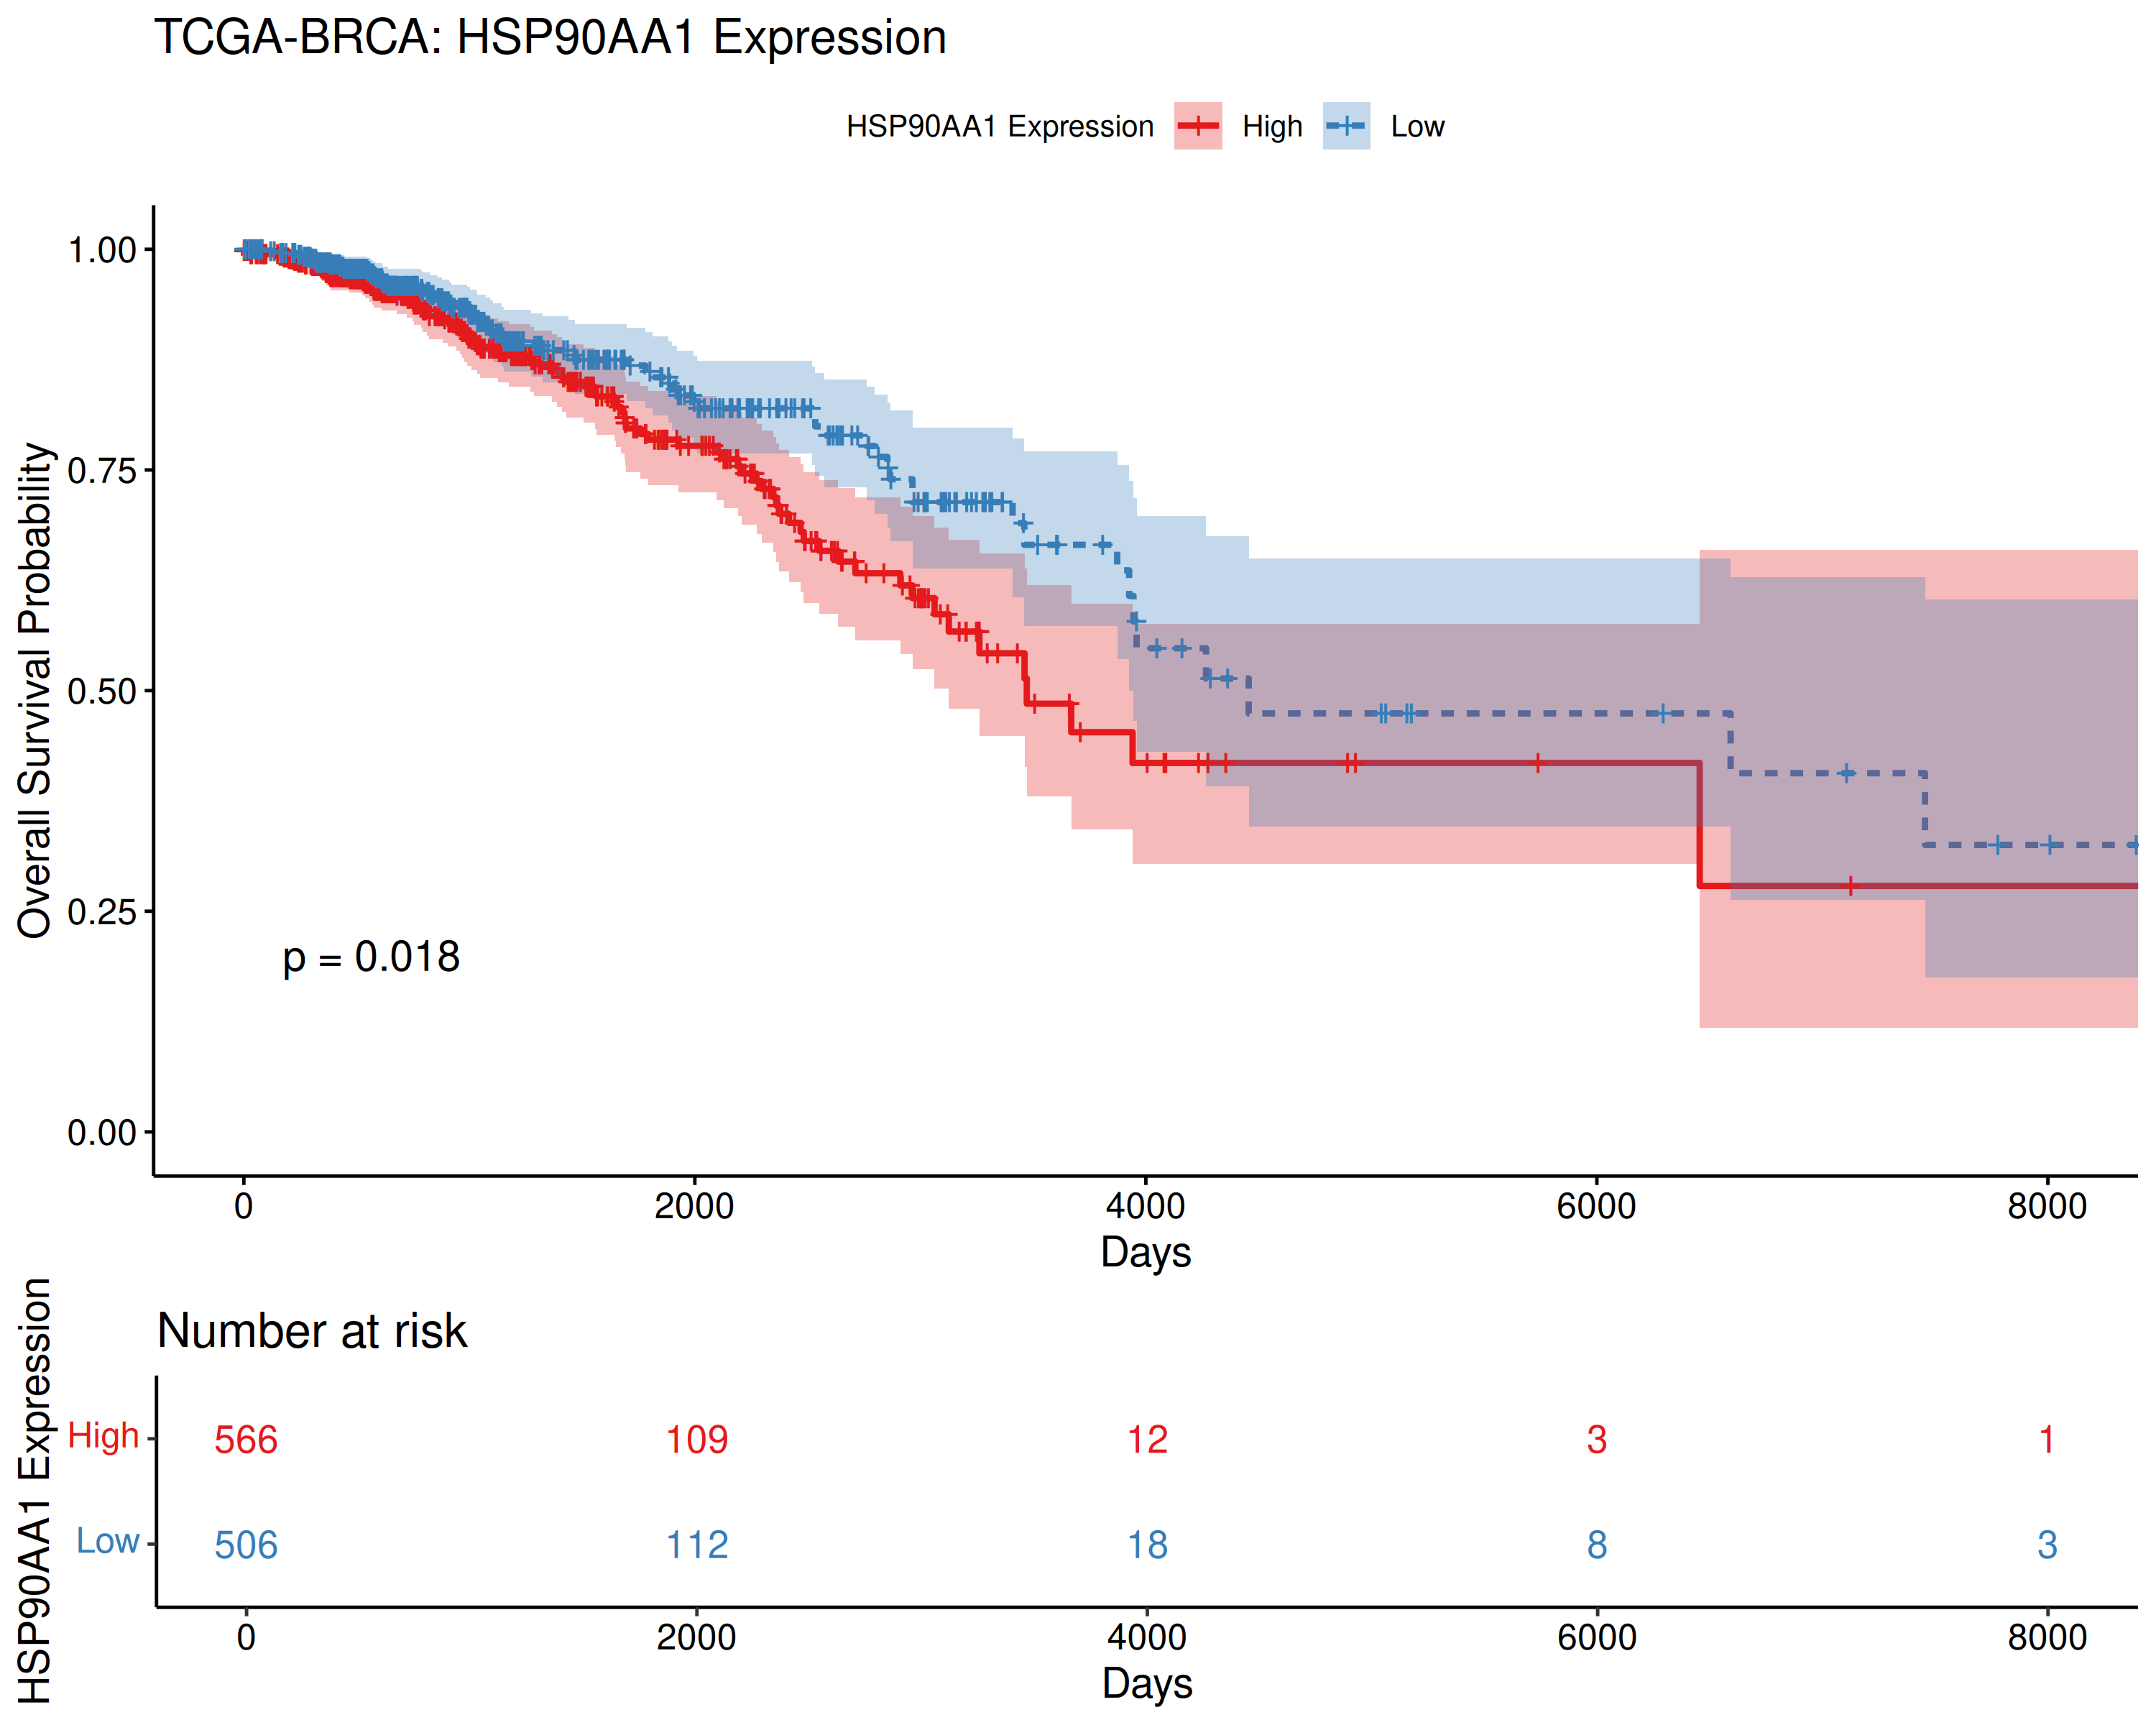 TCGA-BRCA: HSP90AA1 Expression
HSP90AA1 Expression High Low
Overall Survival Probability
1.00
0.75
0.50
0.25
0.00
p = 0.018
0 2000 4000 6000 8000
Days
Number at risk
HSP90AA1 Expression
High 566 109 12 3 1
Low 506 112 18 8 3
0 2000 4000 6000 8000
Days